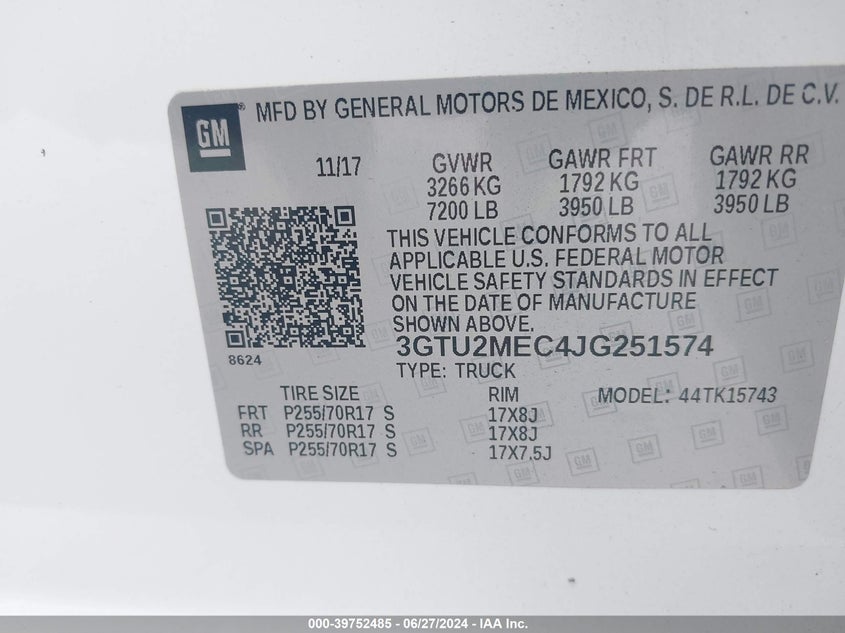 GM ® MFD BY GENERAL MOTORS DE MEXICO, S. DE R.L. DE C.V.
11/17 GVWR GAWR FRT GAWR RR
3266 KG 1792 KG 1792 KG
7200 LB 3950 LB 3950 LB
THIS VEHICLE CONFORMS TO ALL
APPLICABLE U.S. FEDERAL MOTOR
VEHICLE SAFETY STANDARDS IN EFFECT
ON THE DATE OF MANUFACTURE
SHOWN ABOVE.
8624
3GTU2MEC4JG251574
TYPE: TRUCK
TIRE SIZE RIM MODEL: 44TK15743
FRT P255/70R17 S 17X8J
RR P255/70R17 S 17X8J
SPA P255/70R17 S 17X7.5J
000-39752485 - 06/27/2024 - IAA Inc.